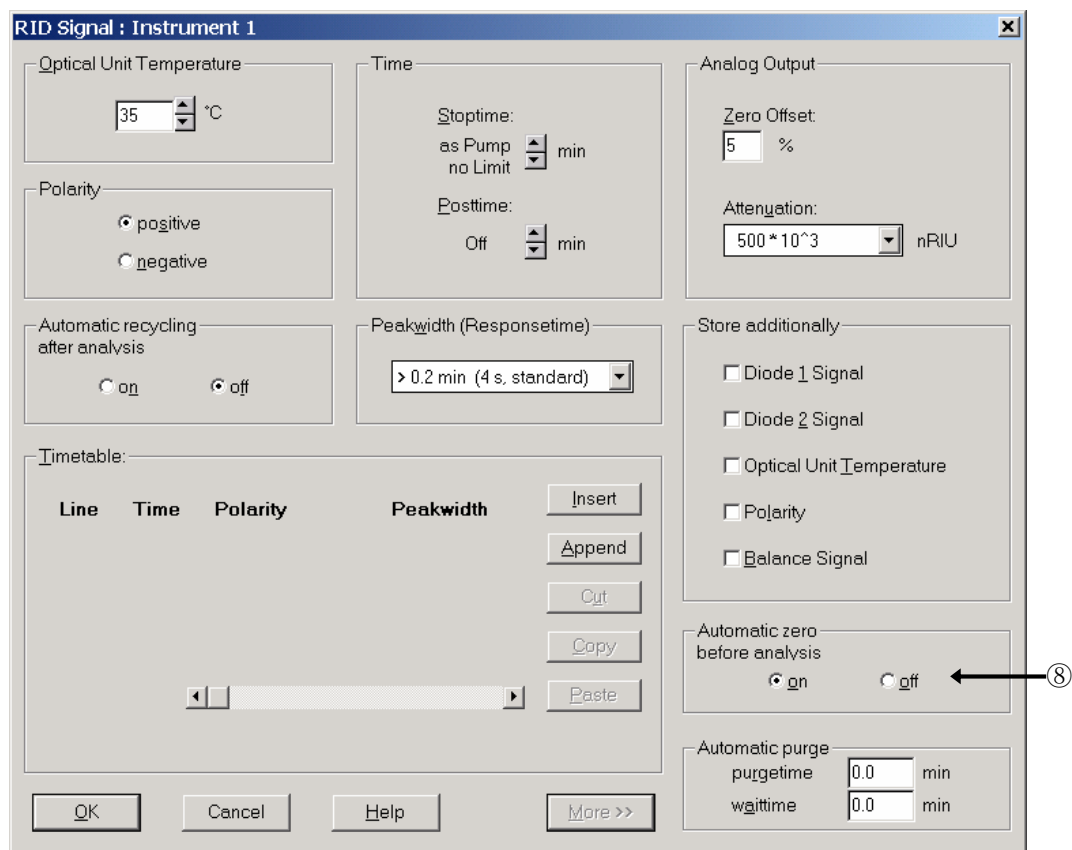 RID Signal : Instrument 1
Optical Unit Temperature
35 °C
Polarity
positive
negative
Time
Stoptime:
as Pump
no Limit
min
Posttime:
Off min
Analog Output
Zero Offset:
5 %
Attenuation:
500*10^3 nRIU
Automatic recycling
after analysis
on off
Peakwidth (Responsetime)
> 0.2 min (4 s, standard)
Store additionally
Diode 1 Signal
Diode 2 Signal
Optical Unit Temperature
Polarity
Balance Signal
Timetable:
Line Time Polarity Peakwidth
Insert
Append
Cut
Copy
Paste
Automatic zero
before analysis
on off
⑧
Automatic purge
purgetime 0.0 min
waittime 0.0 min
OK Cancel Help More >>